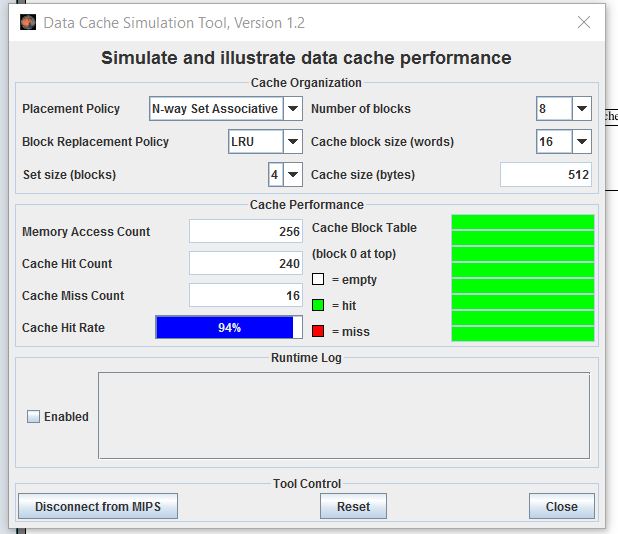 Data Cache Simulation Tool, Version 1.2
Simulate and illustrate data cache performance
Cache Organization
Placement Policy N-way Set Associative Number of blocks 8
Block Replacement Policy LRU Cache block size (words) 16
Set size (blocks) 4 Cache size (bytes) 512
Cache Performance
Memory Access Count 256 Cache Block Table
(block 0 at top)
Cache Hit Count 240
= empty
Cache Miss Count 16
= hit
Cache Hit Rate 94%
= miss
Runtime Log
Enabled
Tool Control
Disconnect from MIPS Reset Close